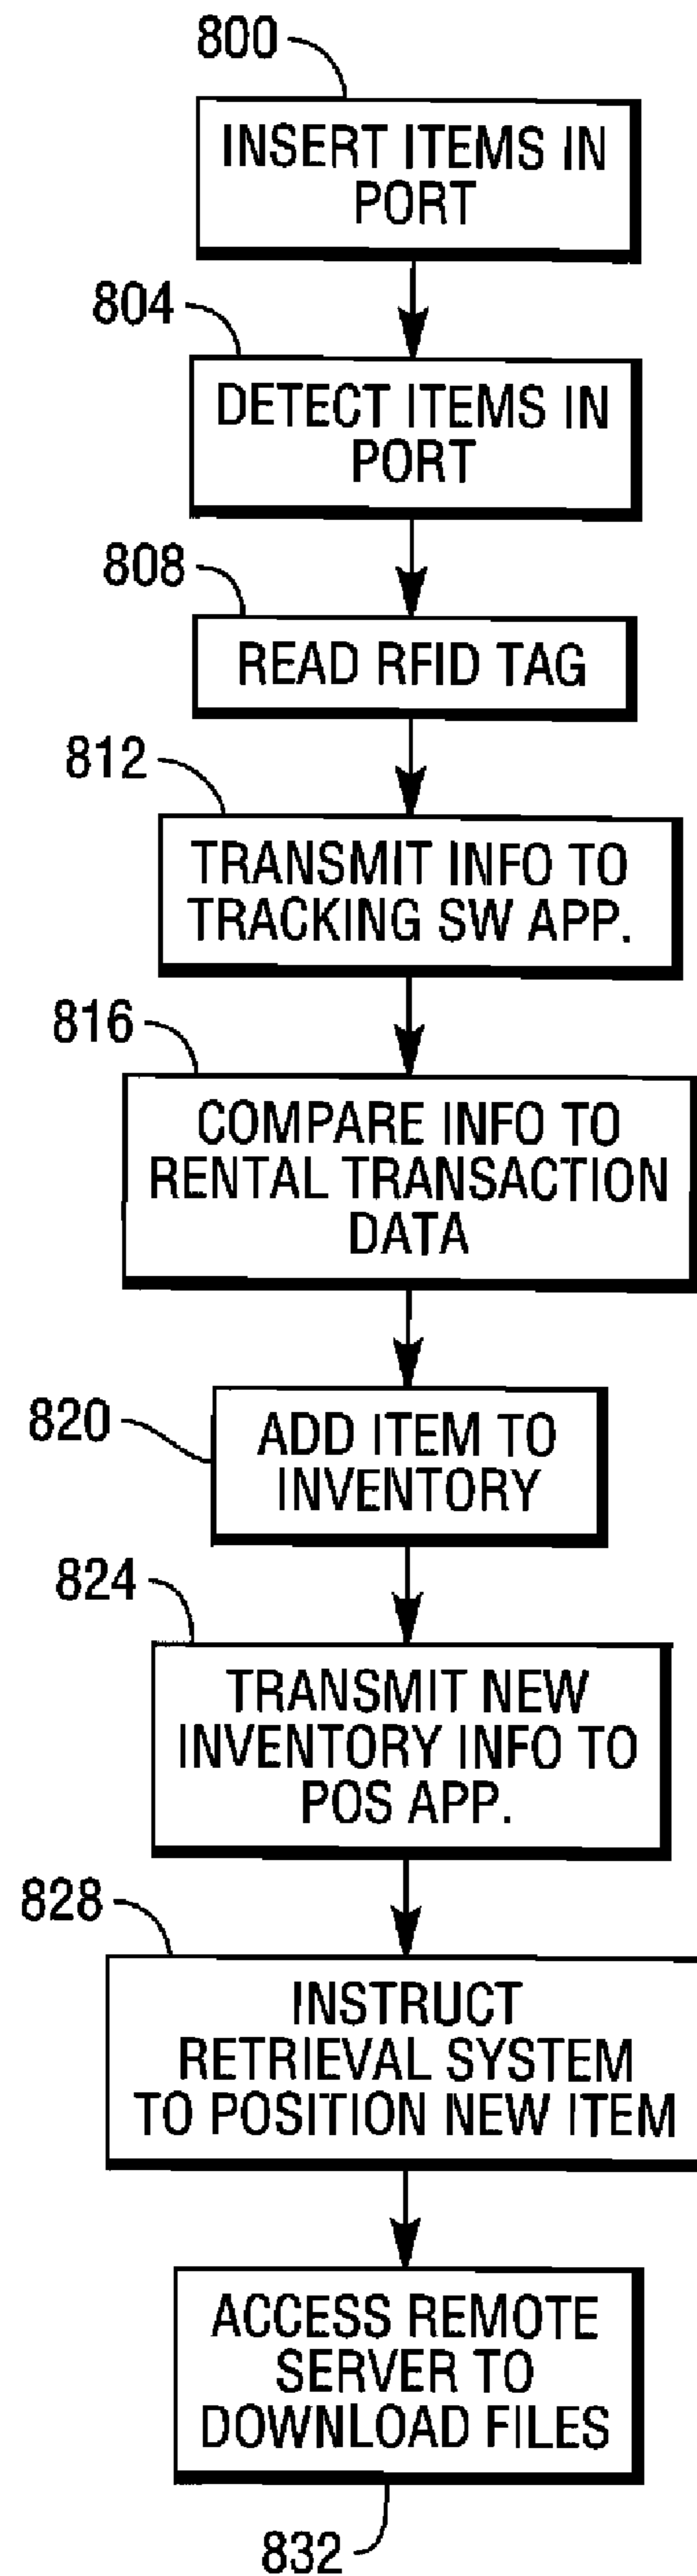 800
INSERT ITEMS IN
PORT
804
DETECT ITEMS IN
PORT
808
READ RFID TAG
812
TRANSMIT INFO TO
TRACKING SW APP.
816
COMPARE INFO TO
RENTAL TRANSACTION
DATA
820
ADD ITEM TO
INVENTORY
824
TRANSMIT NEW
INVENTORY INFO TO
POS APP.
828
INSTRUCT
RETRIEVAL SYSTEM
TO POSITION NEW ITEM
ACCESS REMOTE
SERVER TO
DOWNLOAD FILES
832